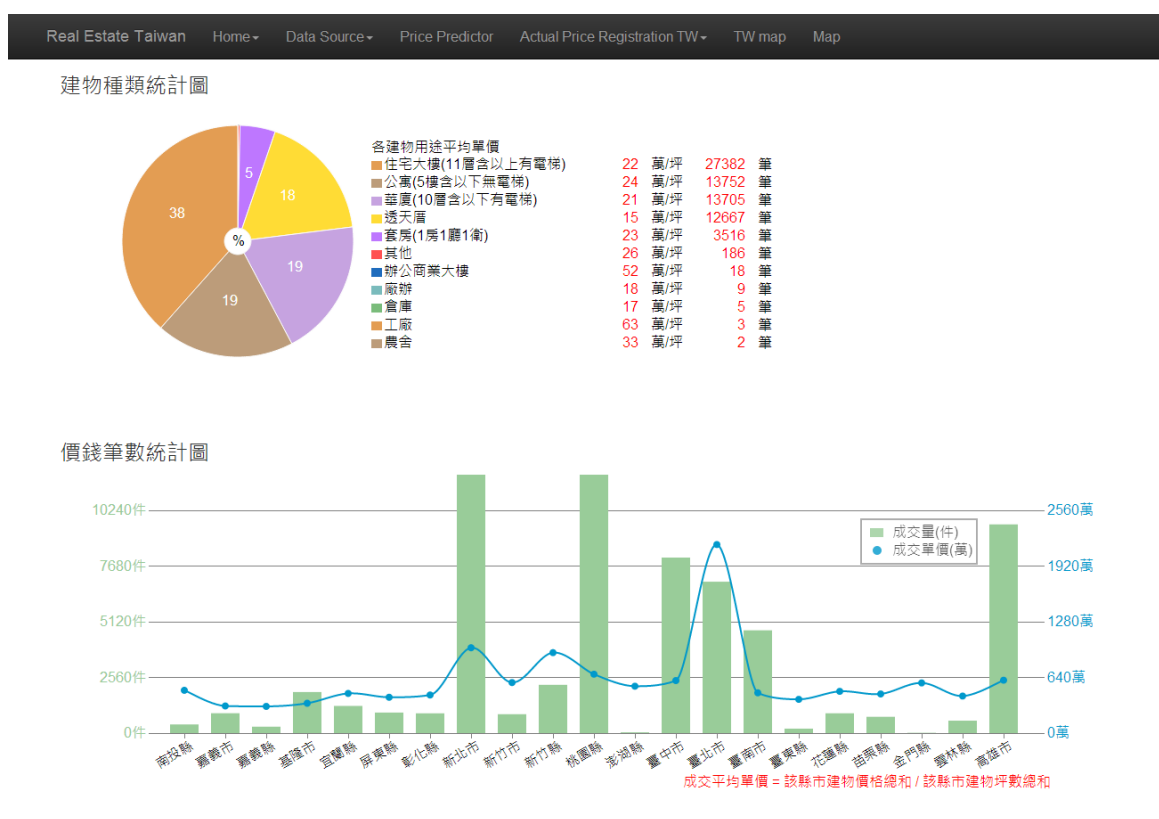 Real Estate Taiwan Home Data Source Price Predictor Actual Price Registration TW TW map Map
建物種類統計圖
5
18
38
%
19
19
各建物用途平均單價
住宅大樓(11層含以上有電梯) 22 萬/坪 27382 筆
公寓(5樓含以下無電梯) 24 萬/坪 13752 筆
華廈(10層含以下有電梯) 21 萬/坪 13705 筆
透天厝 15 萬/坪 12667 筆
套房(1房1廳1衛) 23 萬/坪 3516 筆
其他 26 萬/坪 186 筆
辦公商業大樓 52 萬/坪 18 筆
廠辦 18 萬/坪 9 筆
倉庫 17 萬/坪 5 筆
工廠 63 萬/坪 3 筆
農舍 33 萬/坪 2 筆
價錢筆數統計圖
10240件 2560萬
成交量(件)
成交單價(萬)
7680件 1920萬
5120件 1280萬
2560件 640萬
0件 0萬
南投縣 嘉義市 嘉義縣 基隆市 宜蘭縣 屏東縣 彰化縣 新北市 新竹市 新竹縣 桃園縣 澎湖縣 臺中市 臺北市 臺南市 臺東縣 花蓮縣 苗栗縣 金門縣 雲林縣 高雄市
成交平均單價 = 該縣市建物價格總和 / 該縣市建物坪數總和